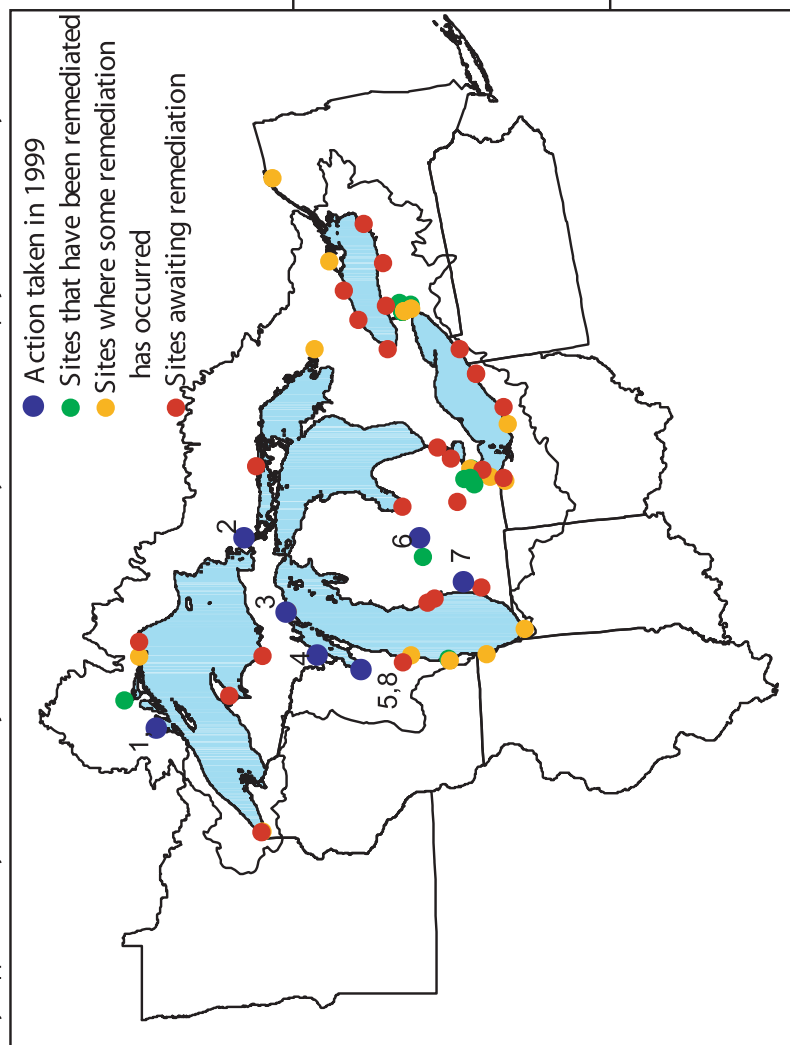 Action taken in 1999
Sites that have been remediated
Sites where some remediation
has occurred
Sites awaiting remediation
1
2
3
4
5,8
6
7